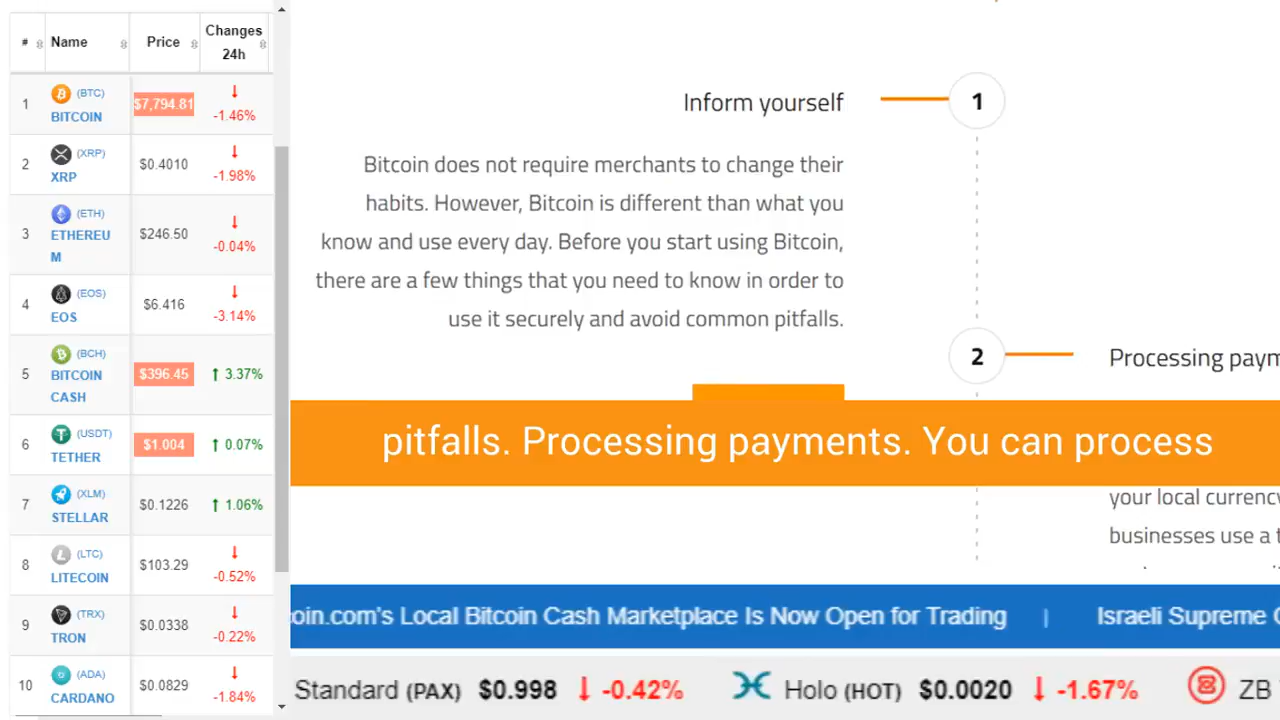 # Name Price Changes 24h
1 (BTC) BITCOIN $7,794.81 ↓ -1.46%
2 (XRP) XRP $0.4010 ↓ -1.98%
3 (ETH) ETHEREU M $246.50 ↓ -0.04%
4 (EOS) EOS $6.416 ↓ -3.14%
5 (BCH) BITCOIN CASH $396.45 ↑ 3.37%
6 (USDT) TETHER $1.004 ↑ 0.07%
7 (XLM) STELLAR $0.1226 ↑ 1.06%
8 (LTC) LITECOIN $103.29 ↓ -0.52%
9 (TRX) TRON $0.0338 ↓ -0.22%
10 (ADA) CARDANO $0.0829 ↓ -1.84%
Inform yourself 1
Bitcoin does not require merchants to change their
habits. However, Bitcoin is different than what you
know and use every day. Before you start using Bitcoin,
there are a few things that you need to know in order to
use it securely and avoid common pitfalls.
2 Processing paym
pitfalls. Processing payments. You can process
your local currency
businesses use a t
oin.com's Local Bitcoin Cash Marketplace Is Now Open for Trading | Israeli Supreme
Standard (PAX) $0.998 ↓ -0.42% Holo (HOT) $0.0020 ↓ -1.67% ZB